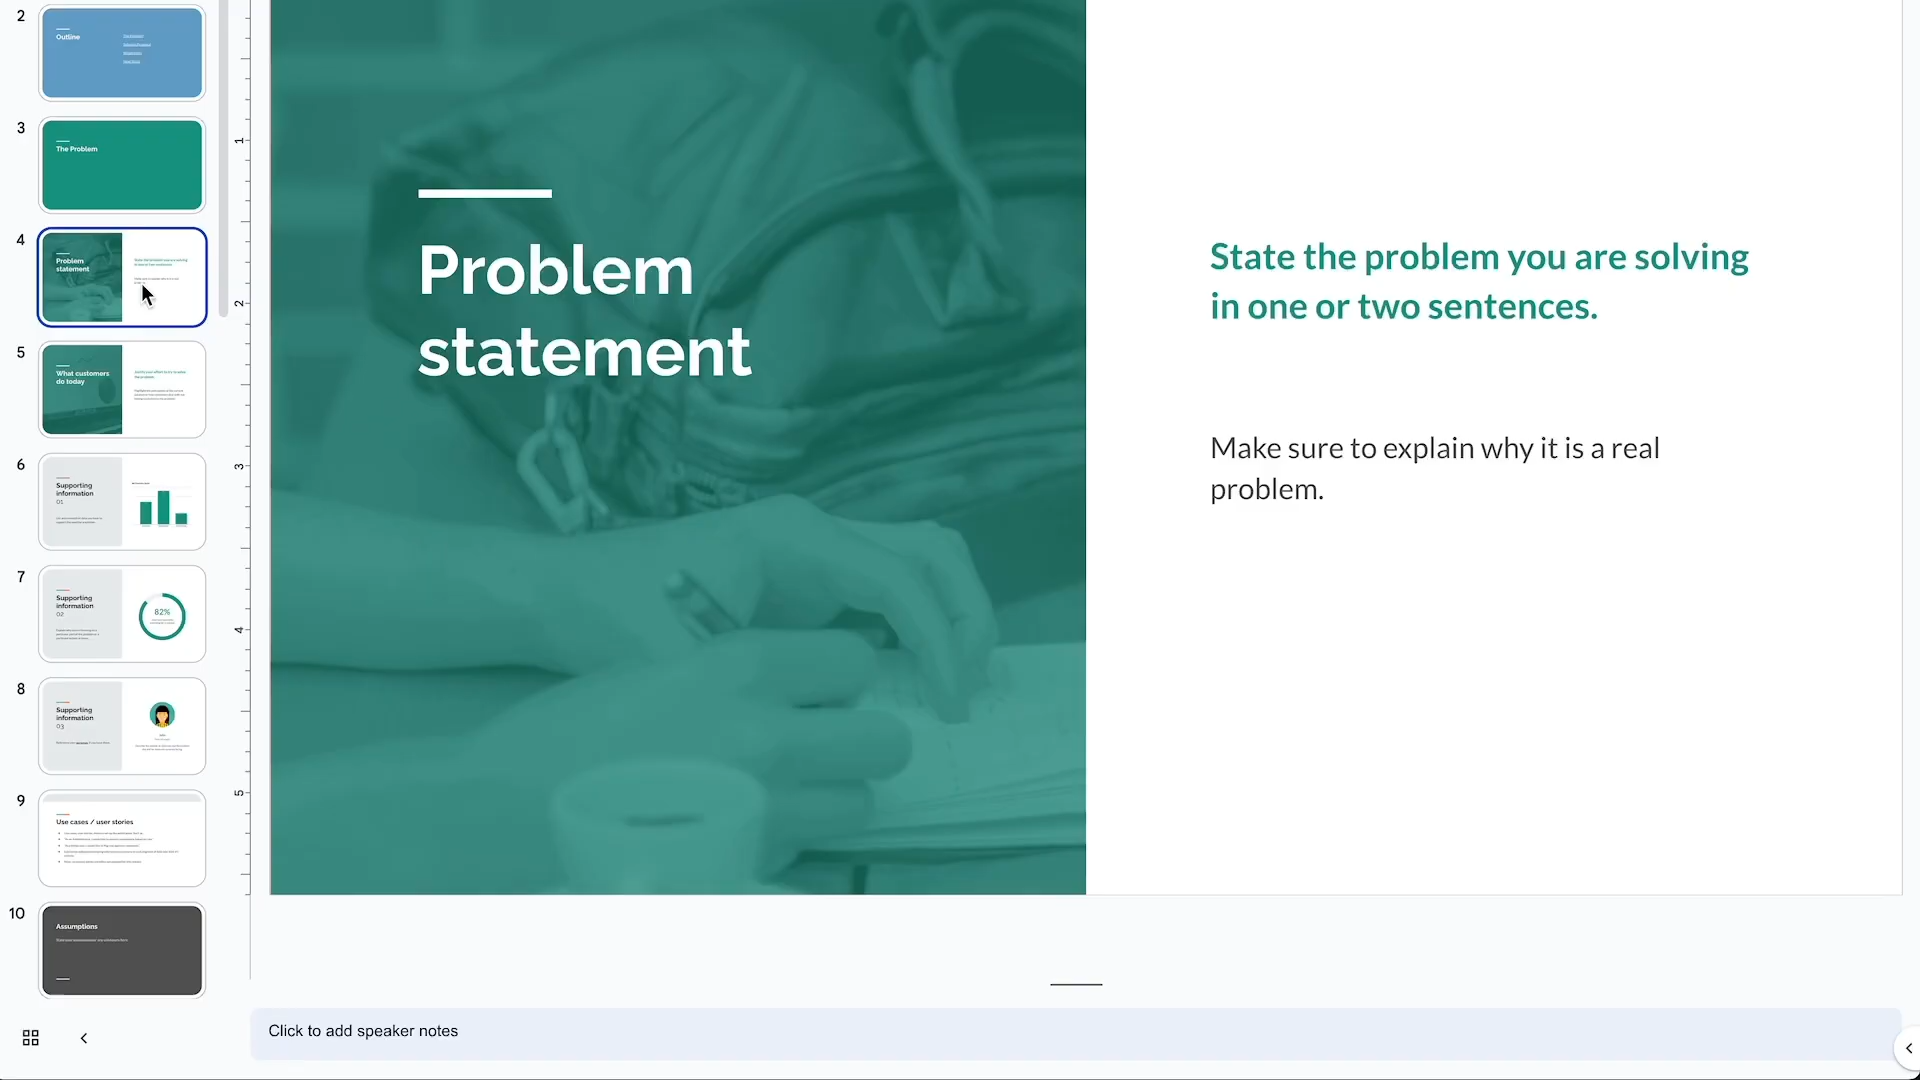 2
Outline
3
The Problem
4
Problem
statement
5
What customers
do today
6
Supporting
information
01
7
Supporting
information
02
82%
8
Supporting
information
03
9
Use cases / user stories
10
Assumptions
1
2
3
4
5
Problem
statement
State the problem you are solving
in one or two sentences.
Make sure to explain why it is a real
problem.
Click to add speaker notes